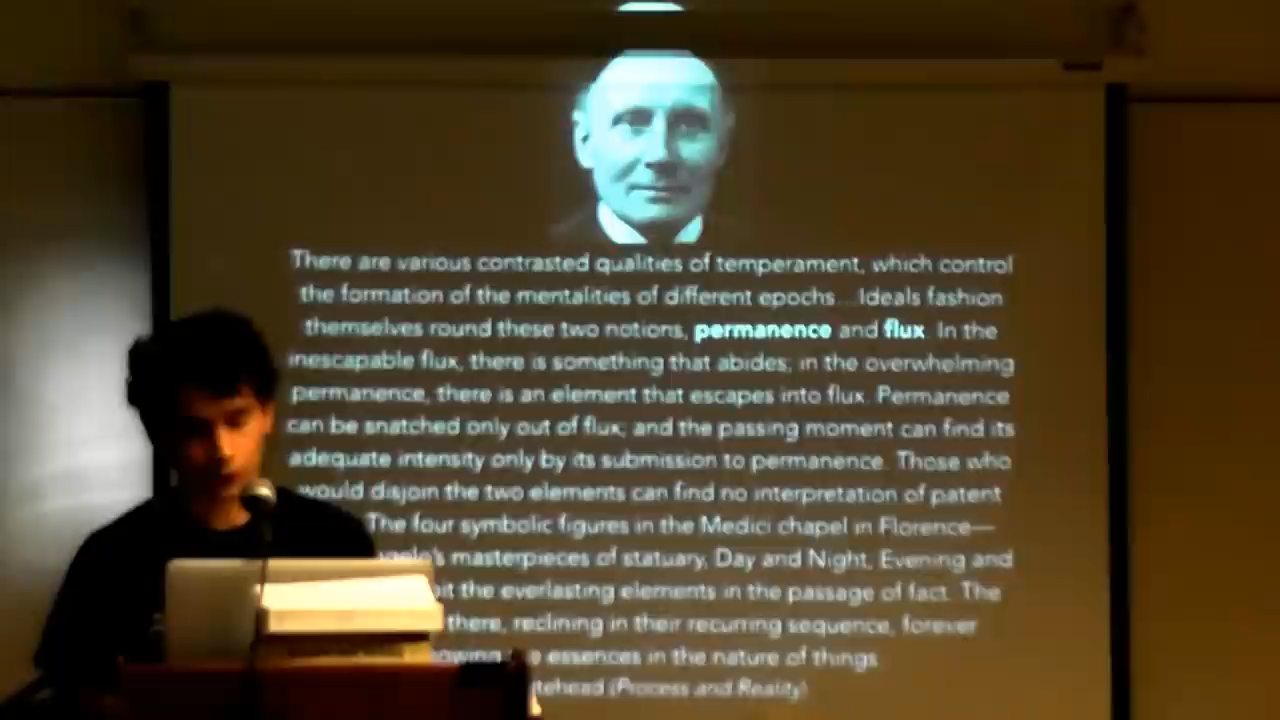 There are various contrasted qualities of temperament, which control
the formation of the mentalities of different epochs...Ideals fashion
themselves round these two notions, permanence and flux. In the
inescapable flux, there is something that abides; in the overwhelming
permanence, there is an element that escapes into flux. Permanence
can be snatched only out of flux; and the passing moment can find its
adequate intensity only by its submission to permanence. Those who
would disjoin the two elements can find no interpretation of patent
The four symbolic figures in the Medici chapel in Florence—
masterpieces of statuary, Day and Night, Evening and
the everlasting elements in the passage of fact. The
there, reclining in their recurring sequence, forever
essences in the nature of things
(Process and Reality)